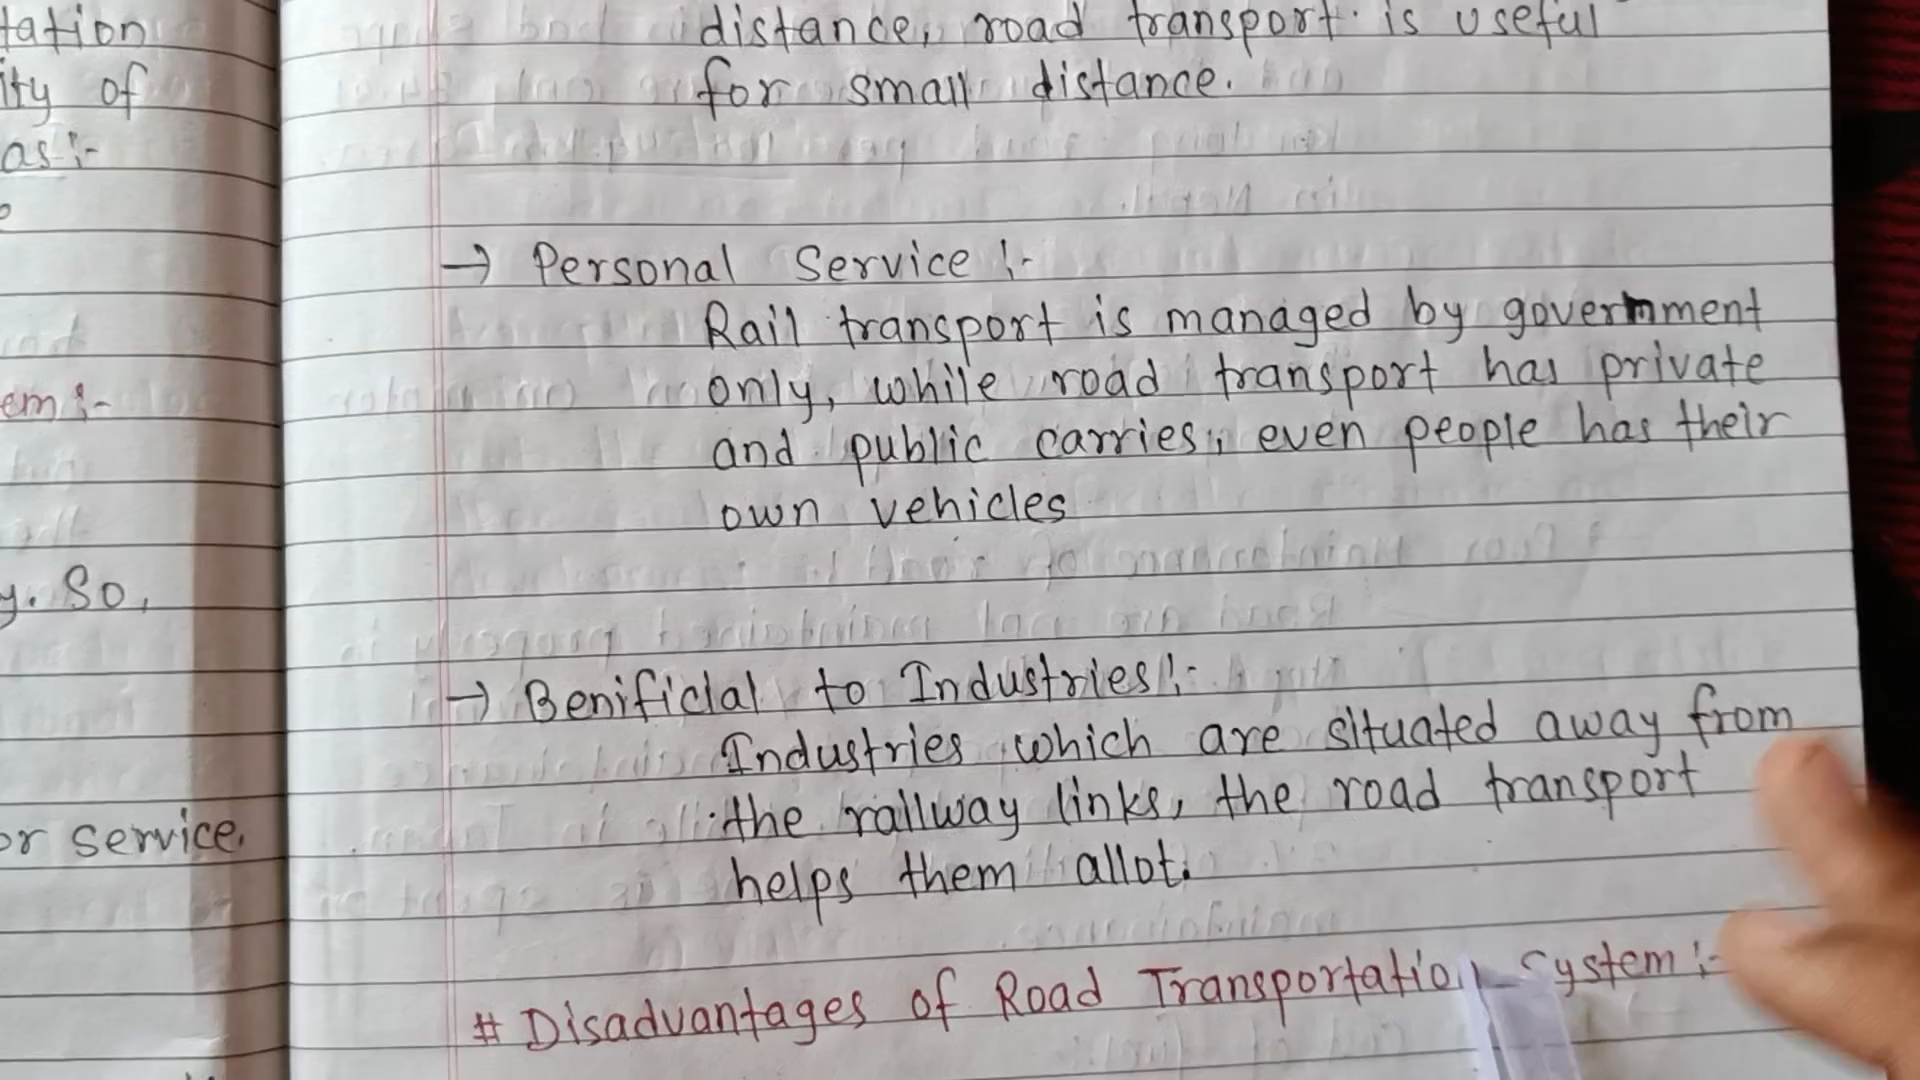 tation
ity of
as :-
em :-
y. So,
or service.
distance, road transport is useful
for small distance.
→ Personal Service :-
Rail transport is managed by government
only, while road transport has private
and public carries, even people has their
own vehicles
→ Benificial to Industries :-
Industries which are situated away from
the railway links, the road transport
helps them allot.
# Disadvantages of Road Transportation System :-